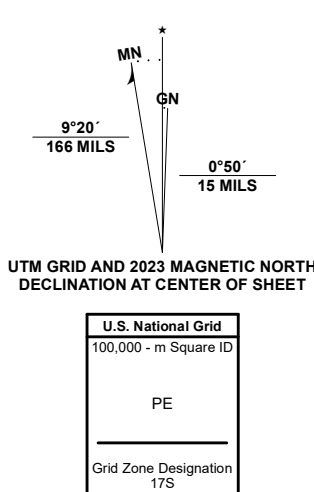 ★
MN
GN
9°20´
166 MILS
0°50´
15 MILS
UTM GRID AND 2023 MAGNETIC NORTH
DECLINATION AT CENTER OF SHEET
U.S. National Grid
100,000 - m Square ID
PE
Grid Zone Designation
17S